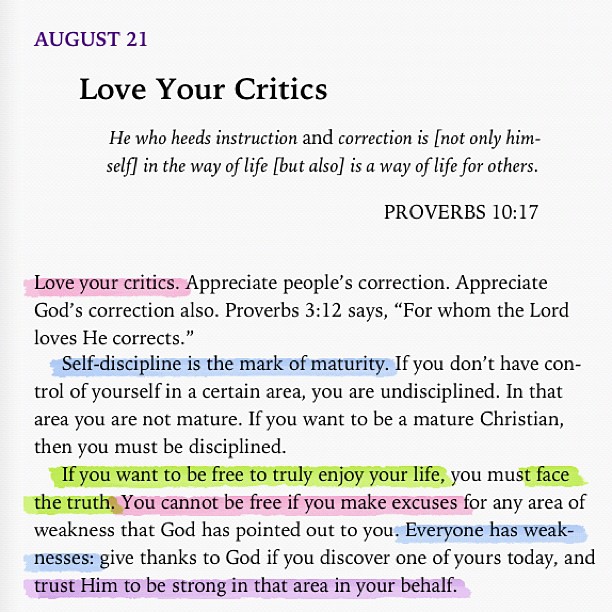 AUGUST 21
Love Your Critics
He who heeds instruction and correction is [not only him-
self] in the way of life [but also] is a way of life for others.
PROVERBS 10:17
Love your critics. Appreciate people’s correction. Appreciate
God’s correction also. Proverbs 3:12 says, “For whom the Lord
loves He corrects.”
Self-discipline is the mark of maturity. If you don’t have con-
trol of yourself in a certain area, you are undisciplined. In that
area you are not mature. If you want to be a mature Christian,
then you must be disciplined.
If you want to be free to truly enjoy your life, you must face
the truth. You cannot be free if you make excuses for any area of
weakness that God has pointed out to you. Everyone has weak-
nesses: give thanks to God if you discover one of yours today, and
trust Him to be strong in that area in your behalf.